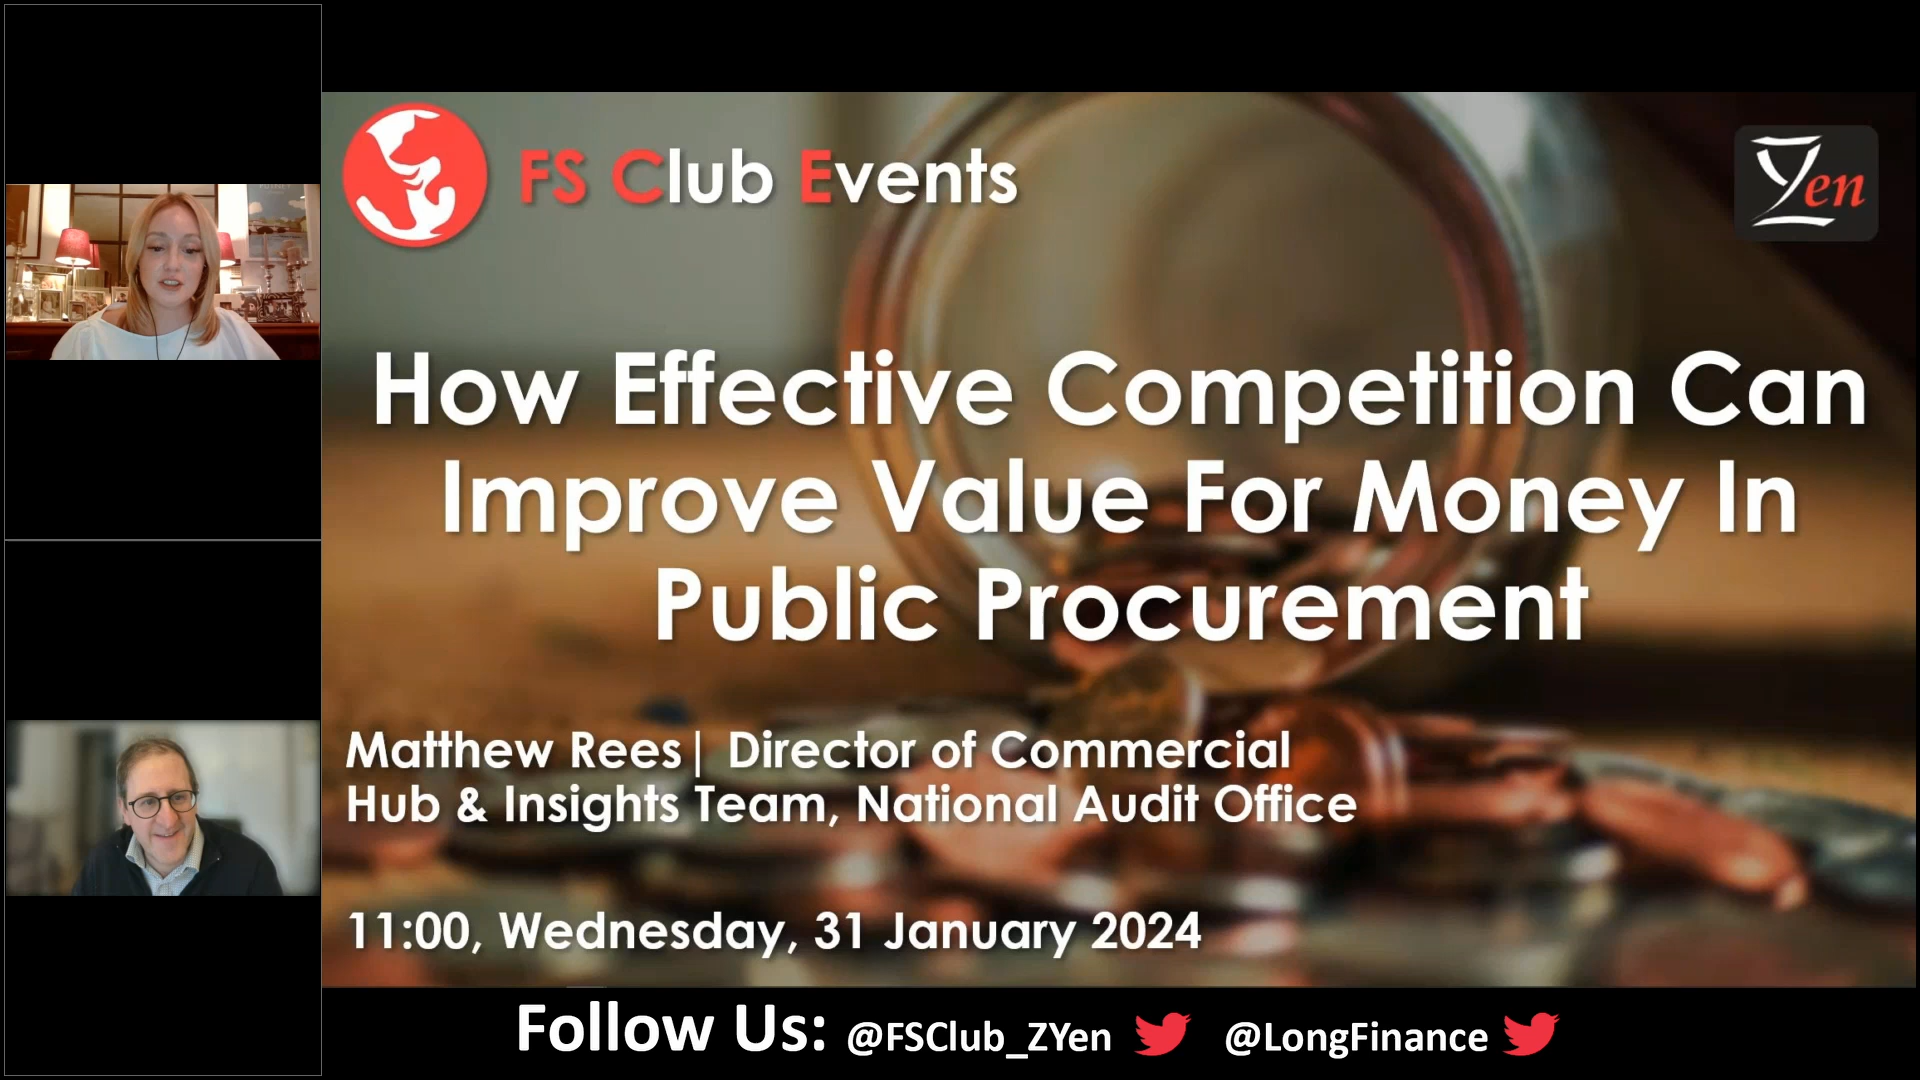 FS Club Events
ZYen
How Effective Competition Can
Improve Value For Money In
Public Procurement
Matthew Rees| Director of Commercial
Hub & Insights Team, National Audit Office
11:00, Wednesday, 31 January 2024
Follow Us: @FSClub_ZYen @LongFinance